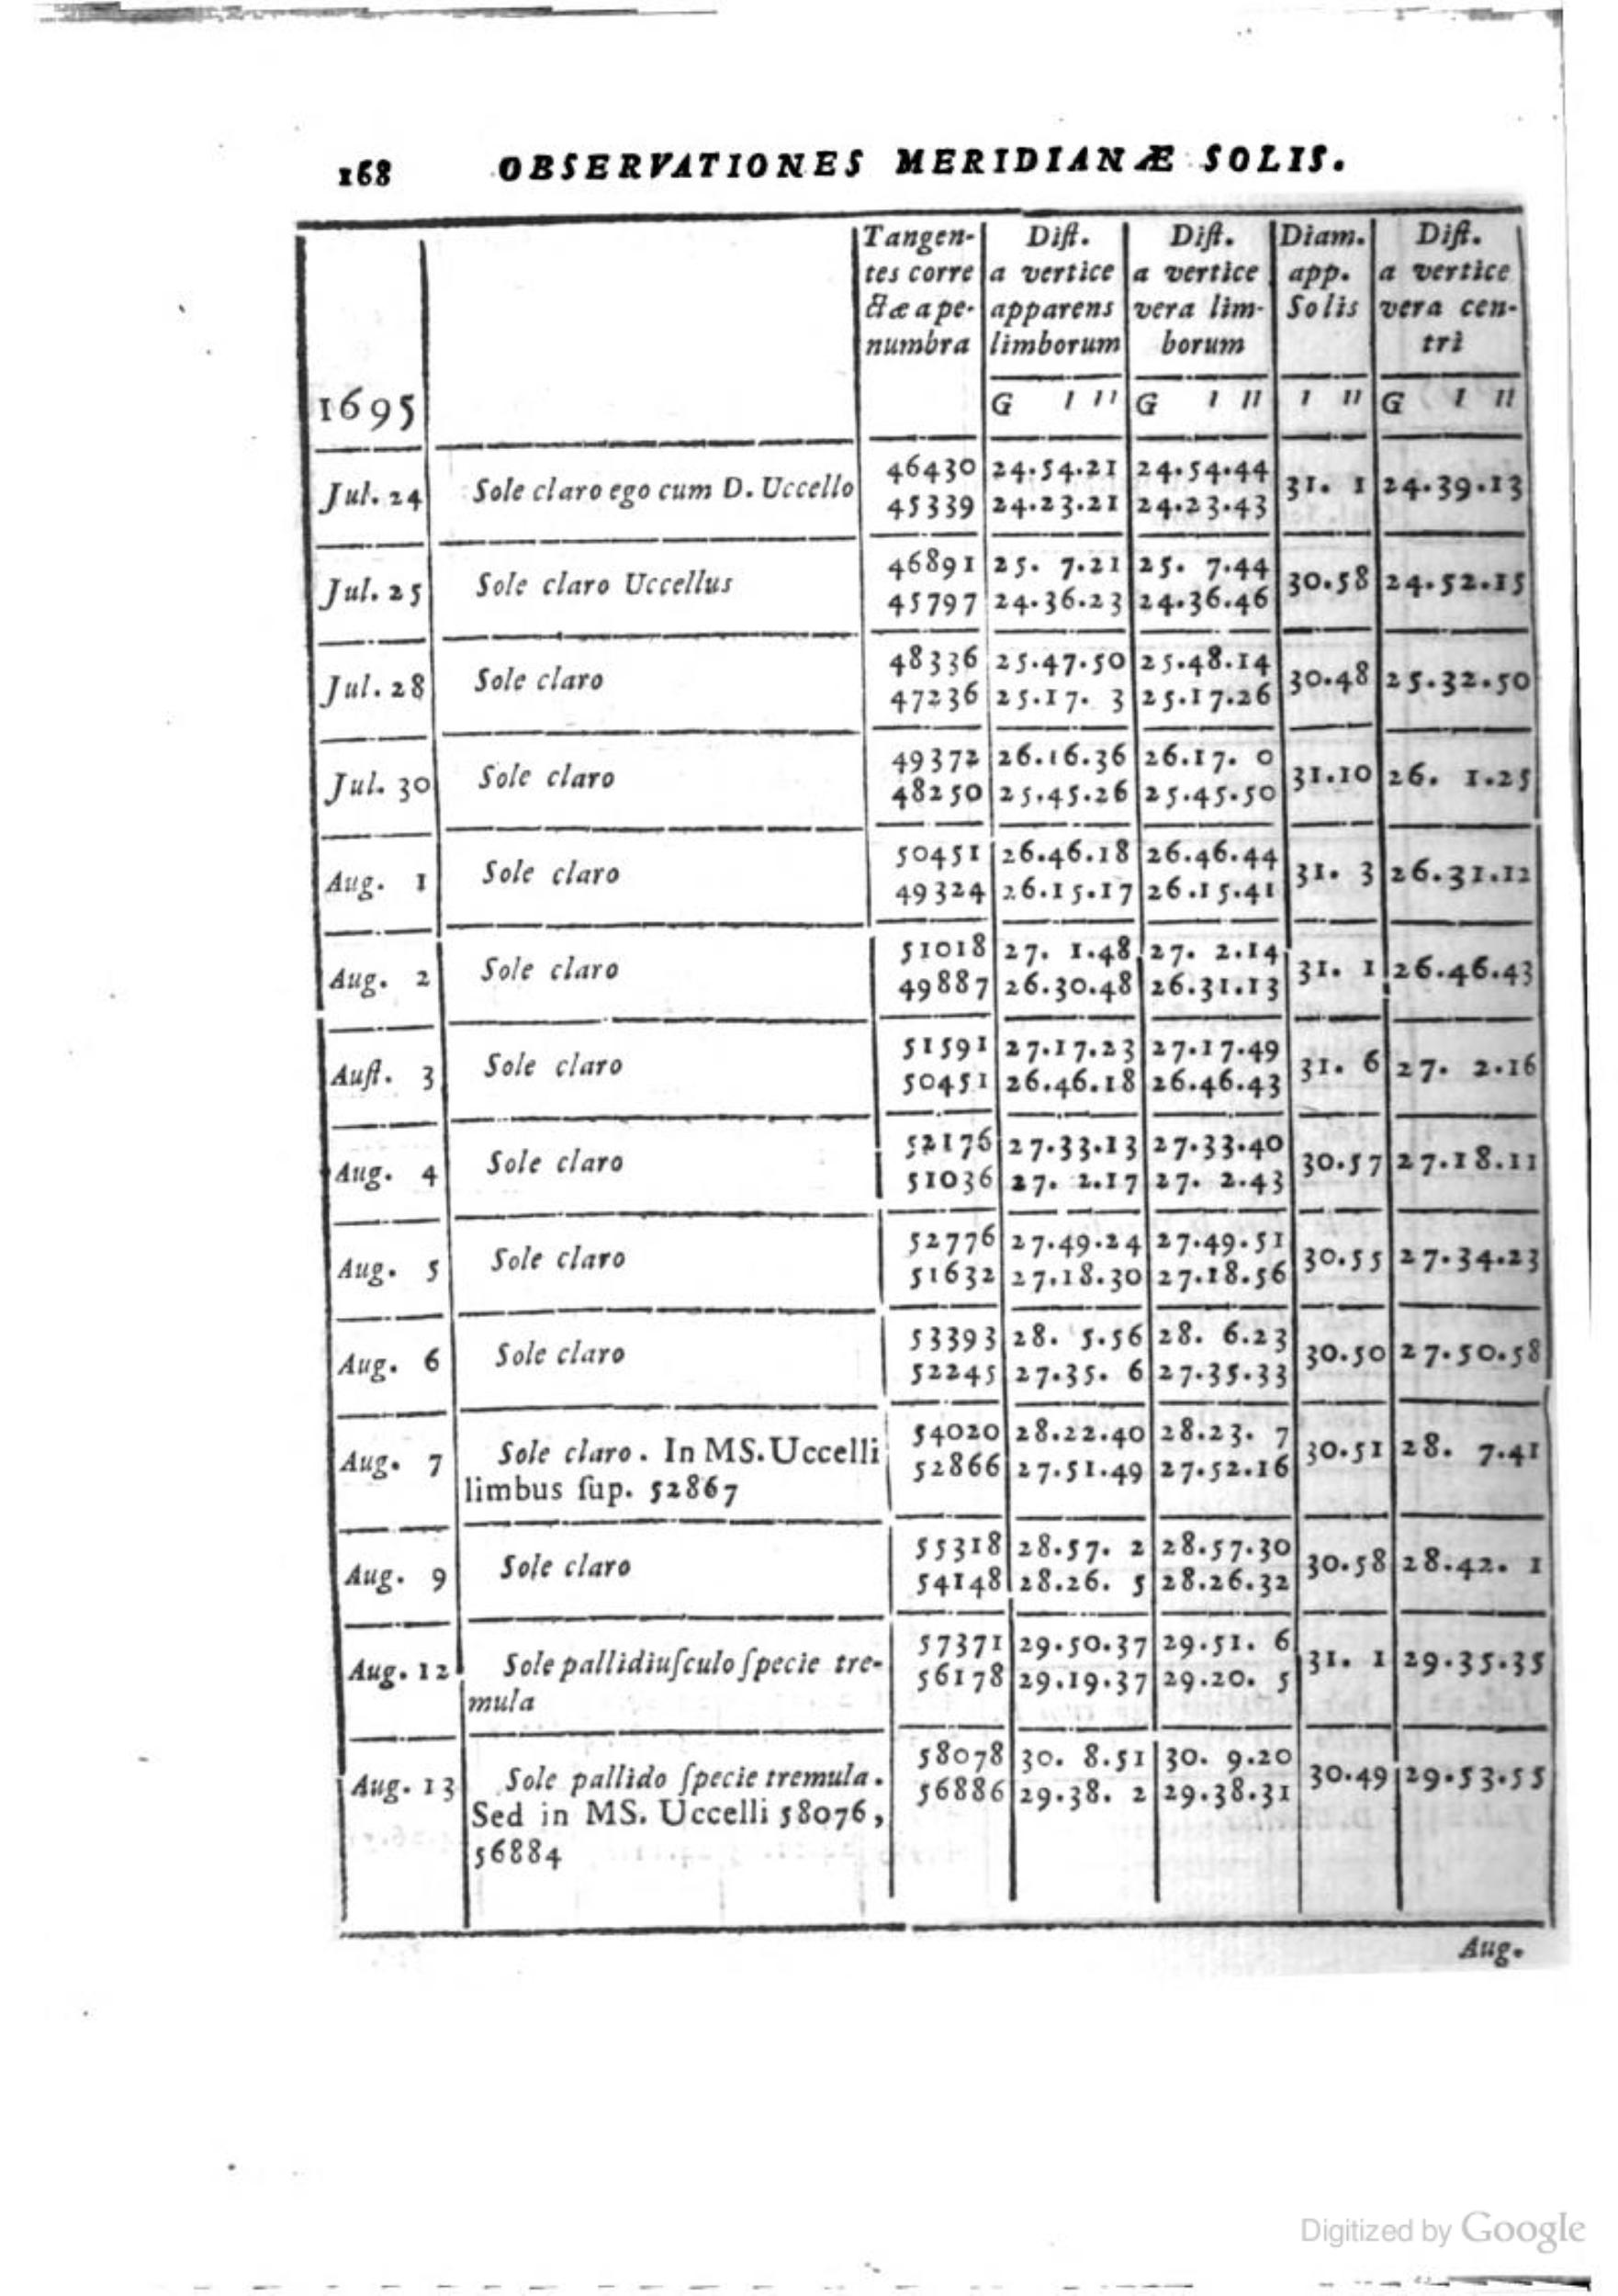 168 OBSERVATIONES MERIDIANÆ SOLIS.
Tangen- Diſt. Diſt. Diam. Diſt.
tes corre a vertice a vertice app. a vertice
ctæ a pe- apparens vera lim- Solis vera cen-
numbra limborum borum tri
1695 G I II G I II I II G I II
46430 24.54.21 24.54.44
Jul. 24 Sole claro ego cum D. Uccello 31. 1 24.39.13
45339 24.23.21 24.23.43
46891 25. 7.21 25. 7.44
Jul. 25 Sole claro Uccellus 30.58 24.52.15
45797 24.36.23 24.36.46
48336 25.47.50 25.48.14
Jul. 28 Sole claro 30.48 25.32.50
47236 25.17. 3 25.17.26
49372 26.16.36 26.17. 0
Jul. 30 Sole claro 31.10 26. 1.25
48250 25.45.26 25.45.50
50451 26.46.18 26.46.44
Aug. 1 Sole claro 31. 3 26.31.12
49324 26.15.17 26.15.41
51018 27. 1.48 27. 2.14
Aug. 2 Sole claro 31. 1 26.46.43
49887 26.30.48 26.31.13
51591 27.17.23 27.17.49
Auſt. 3 Sole claro 31. 6 27. 2.16
50451 26.46.18 26.46.43
52176 27.33.13 27.33.40
Aug. 4 Sole claro 30.57 27.18.11
51036 27. 2.17 27. 2.43
52776 27.49.24 27.49.51
Aug. 5 Sole claro 30.55 27.34.23
51632 27.18.30 27.18.56
53393 28. 5.56 28. 6.23
Aug. 6 Sole claro 30.50 27.50.58
52245 27.35. 6 27.35.33
54020 28.22.40 28.23. 7
Aug. 7 Sole claro. In MS. Uccelli 30.51 28. 7.41
52866 27.51.49 27.52.16
limbus ſup. 52867
55318 28.57. 2 28.57.30
Aug. 9 Sole claro 30.58 28.42. 1
54148 28.26. 5 28.26.32
57371 29.50.37 29.51. 6
Aug. 12 Sole pallidiuſculo ſpecie tre- 31. 1 29.35.35
56178 29.19.37 29.20. 5
mula
58078 30. 8.51 30. 9.20
Aug. 13 Sole pallido ſpecie tremula. 30.49 29.53.55
56886 29.38. 2 29.38.31
Sed in MS. Uccelli 58076,
56884
Aug.
Digitized by Google